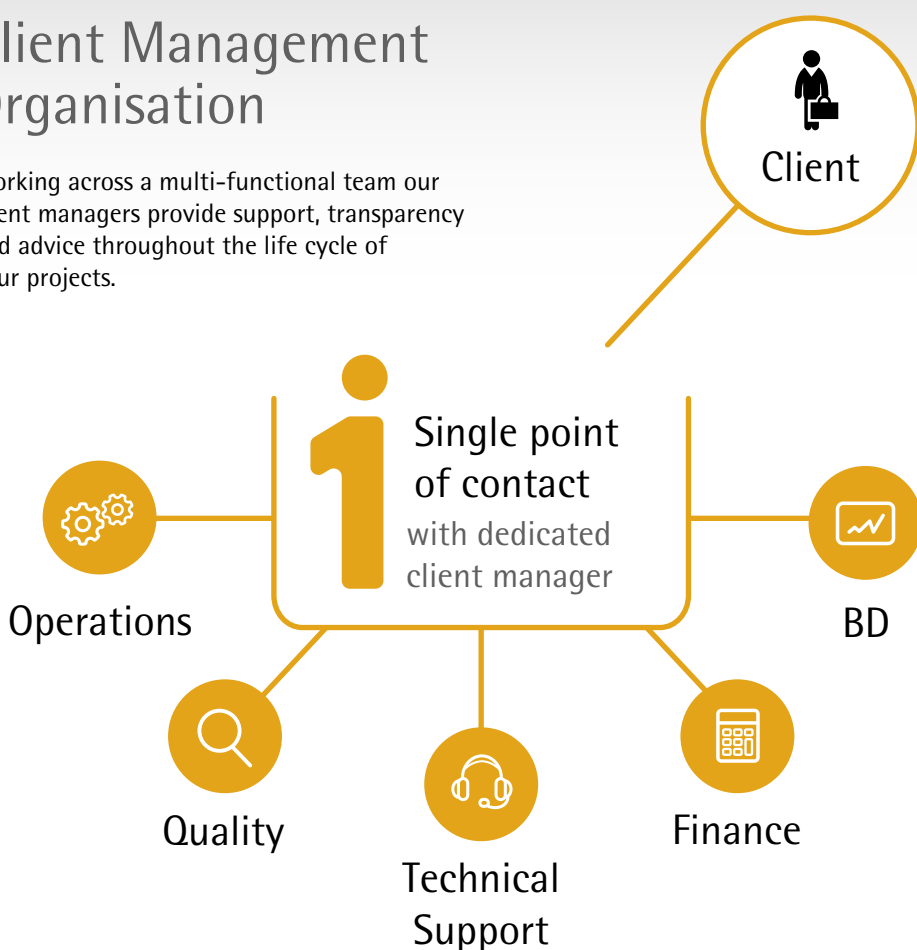 lient Management
rganisation
orking across a multi-functional team our
ent managers provide support, transparency
d advice throughout the life cycle of
ur projects.
Client
Single point
of contact
with dedicated
client manager
Operations
BD
Quality
Finance
Technical
Support